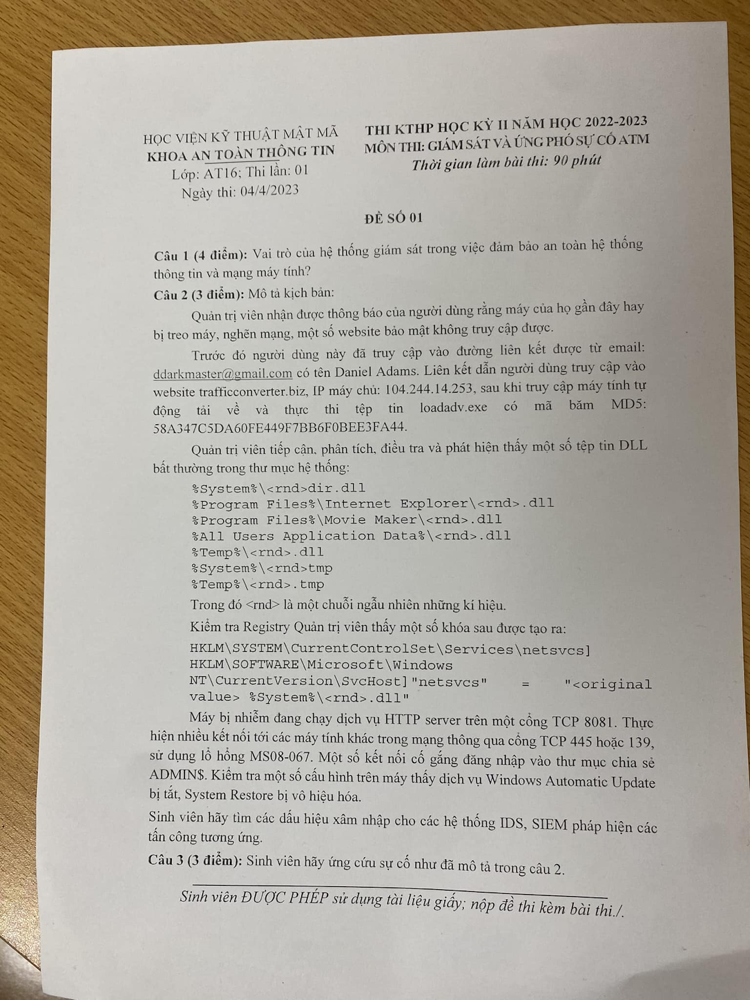 HỌC VIỆN KỸ THUẬT MẬT MÃ
KHOA AN TOÀN THÔNG TIN
Lớp: AT16; Thi lần: 01
Ngày thi: 04/4/2023
THI KTHP HỌC KỲ II NĂM HỌC 2022-2023
MÔN THI: GIÁM SÁT VÀ ỨNG PHÓ SỰ CỐ ATM
Thời gian làm bài thi: 90 phút
ĐỀ SỐ 01
Câu 1 (4 điểm): Vai trò của hệ thống giám sát trong việc đảm bảo an toàn hệ thống
thông tin và mạng máy tính?
Câu 2 (3 điểm): Mô tả kịch bản:
Quản trị viên nhận được thông báo của người dùng rằng máy của họ gần đây hay
bị treo máy, nghẽn mạng, một số website bảo mật không truy cập được.
Trước đó người dùng này đã truy cập vào đường liên kết được từ email:
ddarkmaster@gmail.com có tên Daniel Adams. Liên kết dẫn người dùng truy cập vào
website trafficconverter.biz, IP máy chủ: 104.244.14.253, sau khi truy cập máy tính tự
động tải về và thực thi tệp tin loadadv.exe có mã băm MD5:
58A347C5DA60FE449F7BB6F0BEE3FA44.
Quản trị viên tiếp cận, phân tích, điều tra và phát hiện thấy một số tệp tin DLL
bất thường trong thư mục hệ thống:
%System%\<rnd>dir.dll
%Program Files%\Internet Explorer\<rnd>.dll
%Program Files%\Movie Maker\<rnd>.dll
%All Users Application Data%\<rnd>.dll
%Temp%\<rnd>.dll
%System%\<rnd>tmp
%Temp%\<rnd>.tmp
Trong đó <rnd> là một chuỗi ngẫu nhiên những kí hiệu.
Kiểm tra Registry Quản trị viên thấy một số khóa sau được tạo ra:
HKLM\SYSTEM\CurrentControlSet\Services\netsvcs]
HKLM\SOFTWARE\Microsoft\Windows
NT\CurrentVersion\SvcHost]"netsvcs" = "<original
value> %System%\<rnd>.dll"
Máy bị nhiễm đang chạy dịch vụ HTTP server trên một cổng TCP 8081. Thực
hiện nhiều kết nối tới các máy tính khác trong mạng thông qua cổng TCP 445 hoặc 139,
sử dụng lổ hổng MS08-067. Một số kết nối cố gắng đăng nhập vào thư mục chia sẻ
ADMIN$. Kiểm tra một số cấu hình trên máy thấy dịch vụ Windows Automatic Update
bị tắt, System Restore bị vô hiệu hóa.
Sinh viên hãy tìm các dấu hiệu xâm nhập cho các hệ thống IDS, SIEM pháp hiện các
tấn công tương ứng.
Câu 3 (3 điểm): Sinh viên hãy ứng cứu sự cố như đã mô tả trong câu 2.
Sinh viên ĐƯỢC PHÉP sử dụng tài liệu giấy; nộp đề thi kèm bài thi./.